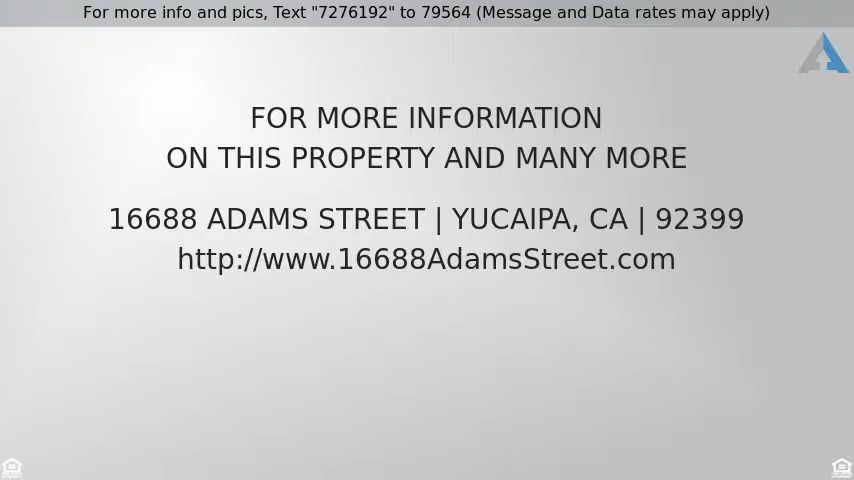 For more info and pics, Text "7276192" to 79564 (Message and Data rates may apply)
FOR MORE INFORMATION
ON THIS PROPERTY AND MANY MORE
16688 ADAMS STREET | YUCAIPA, CA | 92399
http://www.16688AdamsStreet.com